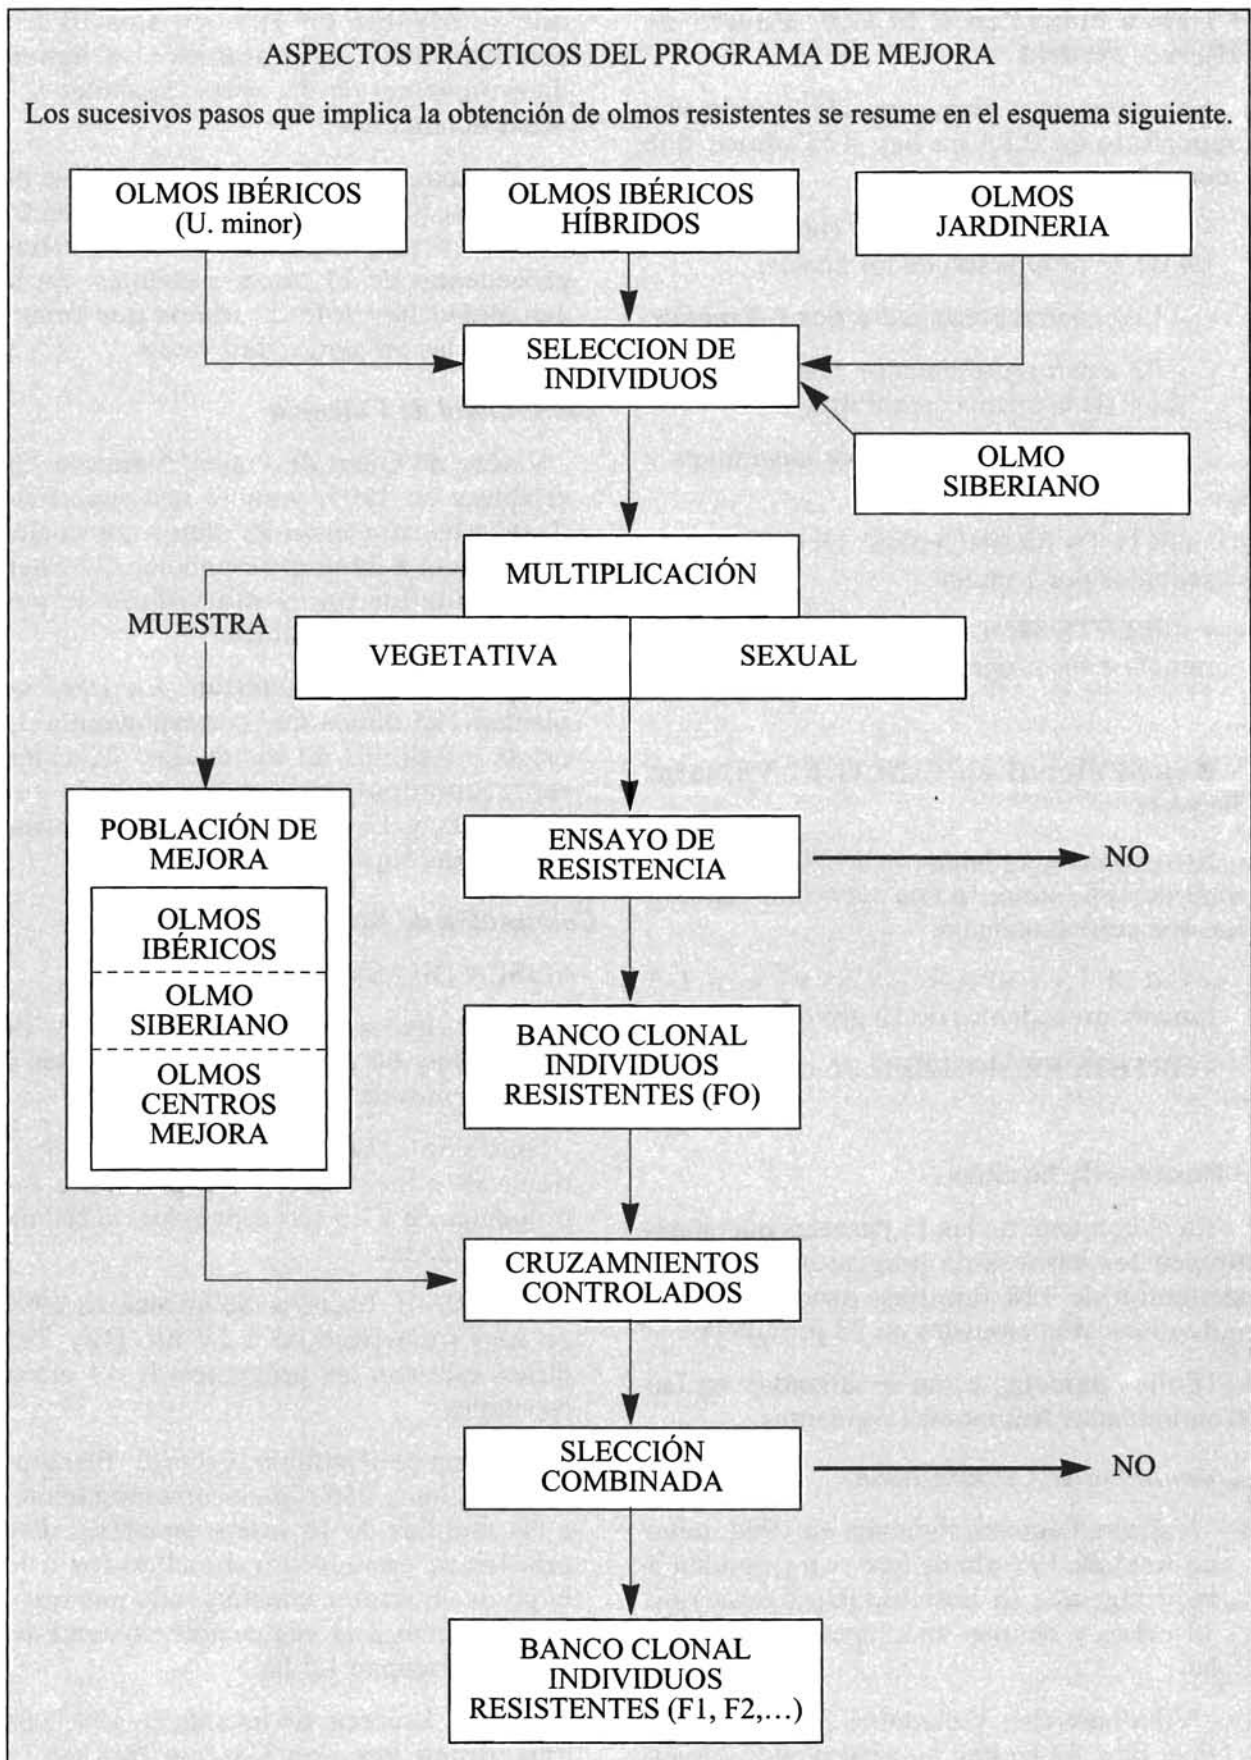 ASPECTOS PRÁCTICOS DEL PROGRAMA DE MEJORA
Los sucesivos pasos que implica la obtención de olmos resistentes se resume en el esquema siguiente.
OLMOS IBÉRICOS
(U. minor)
OLMOS IBÉRICOS
HÍBRIDOS
OLMOS
JARDINERIA
SELECCION DE
INDIVIDUOS
OLMO
SIBERIANO
MULTIPLICACIÓN
MUESTRA
VEGETATIVA
SEXUAL
POBLACIÓN DE
MEJORA
OLMOS
IBÉRICOS
OLMO
SIBERIANO
OLMOS
CENTROS
MEJORA
ENSAYO DE
RESISTENCIA
NO
BANCO CLONAL
INDIVIDUOS
RESISTENTES (FO)
CRUZAMNIENTOS
CONTROLADOS
SLECCIÓN
COMBINADA
NO
BANCO CLONAL
INDIVIDUOS
RESISTENTES (F1, F2,...)